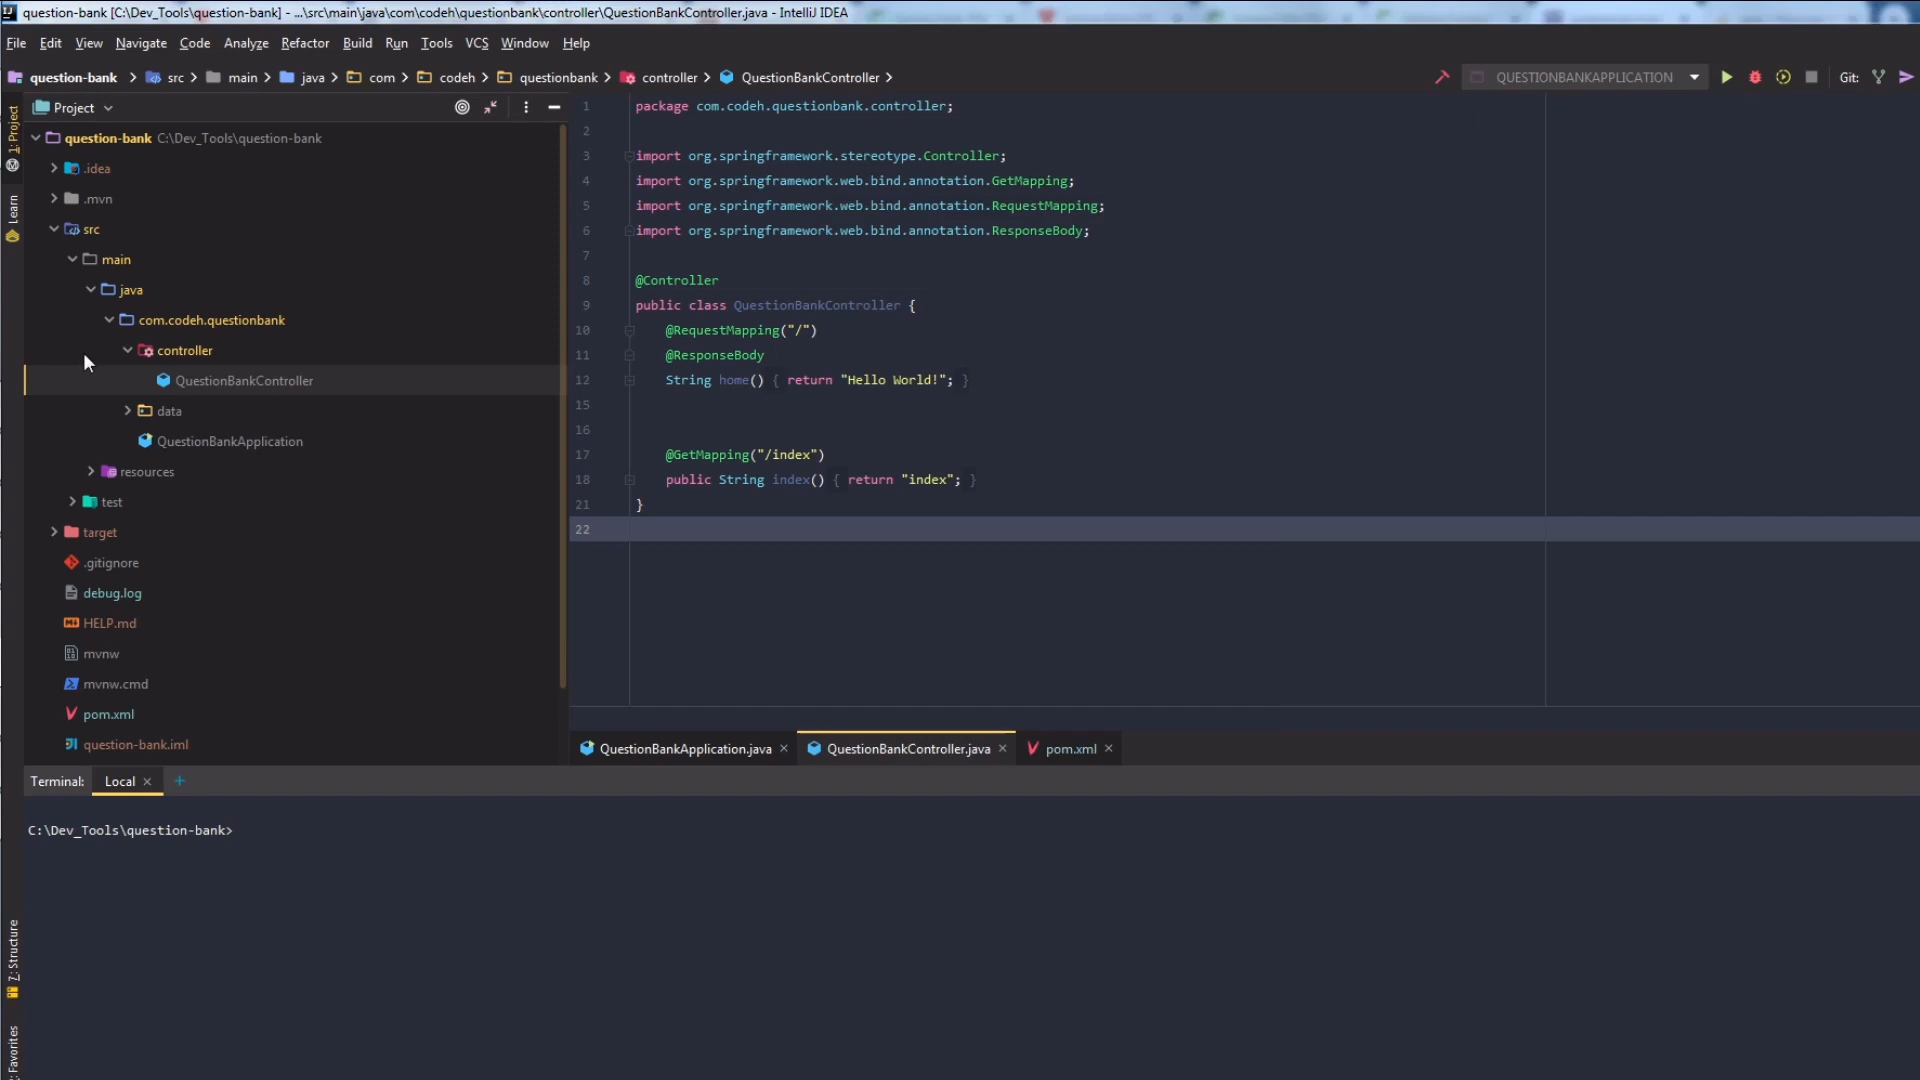 question-bank [C:\Dev_Tools\question-bank] - ...\src\main\java\com\codeh\questionbank\controller\QuestionBankController.java - IntelliJ IDEA
File Edit View Navigate Code Analyze Refactor Build Run Tools VCS Window Help
question-bank src main java com codeh questionbank controller QuestionBankController QUESTIONBANKAPPLICATION Git:
1: Project
Learn
7: Structure
Favorites
Project
question-bank C:\Dev_Tools\question-bank
.idea
.mvn
src
main
java
com.codeh.questionbank
controller
QuestionBankController
data
QuestionBankApplication
resources
test
target
.gitignore
debug.log
HELP.md
mvnw
mvnw.cmd
pom.xml
question-bank.iml
1 package com.codeh.questionbank.controller;
2
3 import org.springframework.stereotype.Controller;
4 import org.springframework.web.bind.annotation.GetMapping;
5 import org.springframework.web.bind.annotation.RequestMapping;
6 import org.springframework.web.bind.annotation.ResponseBody;
7
8 @Controller
9 public class QuestionBankController {
10 @RequestMapping("/")
11 @ResponseBody
12 String home() { return "Hello World!"; }
15
16
17 @GetMapping("/index")
18 public String index() { return "index"; }
21 }
22
QuestionBankApplication.java QuestionBankController.java pom.xml
Terminal: Local +
C:\Dev_Tools\question-bank>